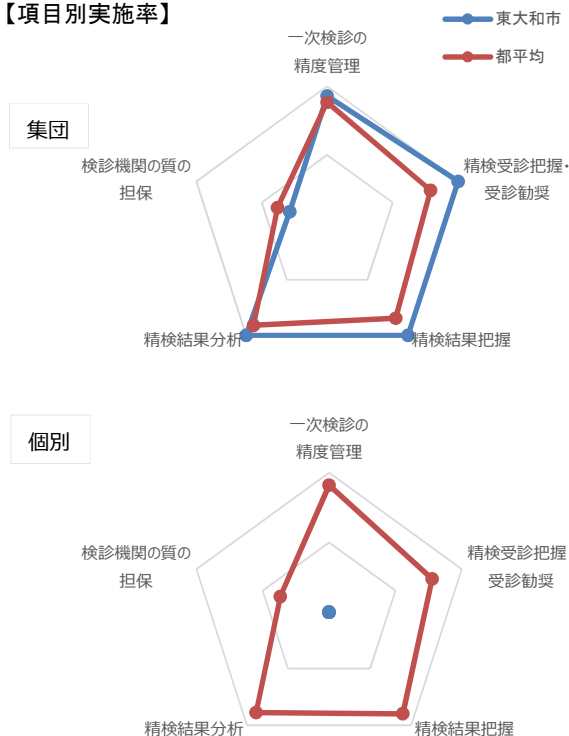 【項目別実施率】
東大和市
都平均
集団
一次検診の
精度管理
精検受診把握・
受診勧奨
精検結果把握
精検結果分析
検診機関の質の
担保
個別
一次検診の
精度管理
精検受診把握
受診勧奨
精検結果把握
精検結果分析
検診機関の質の
担保